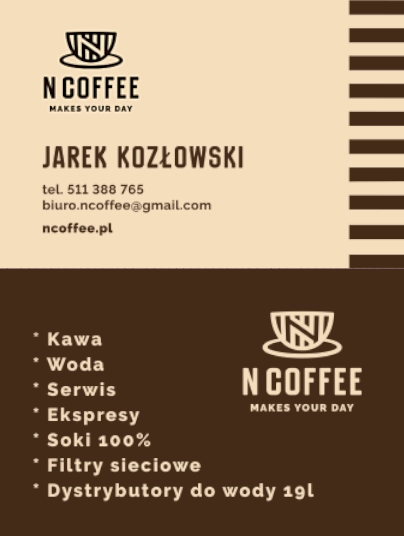 N COFFEE
MAKES YOUR DAY
JAREK KOZŁOWSKI
tel. 511 388 765
biuro.ncoffee@gmail.com
ncoffee.pl
N COFFEE
MAKES YOUR DAY
* Kawa
* Woda
* Serwis
* Ekspresy
* Soki 100%
* Filtry sieciowe
* Dystrybutory do wody 19l